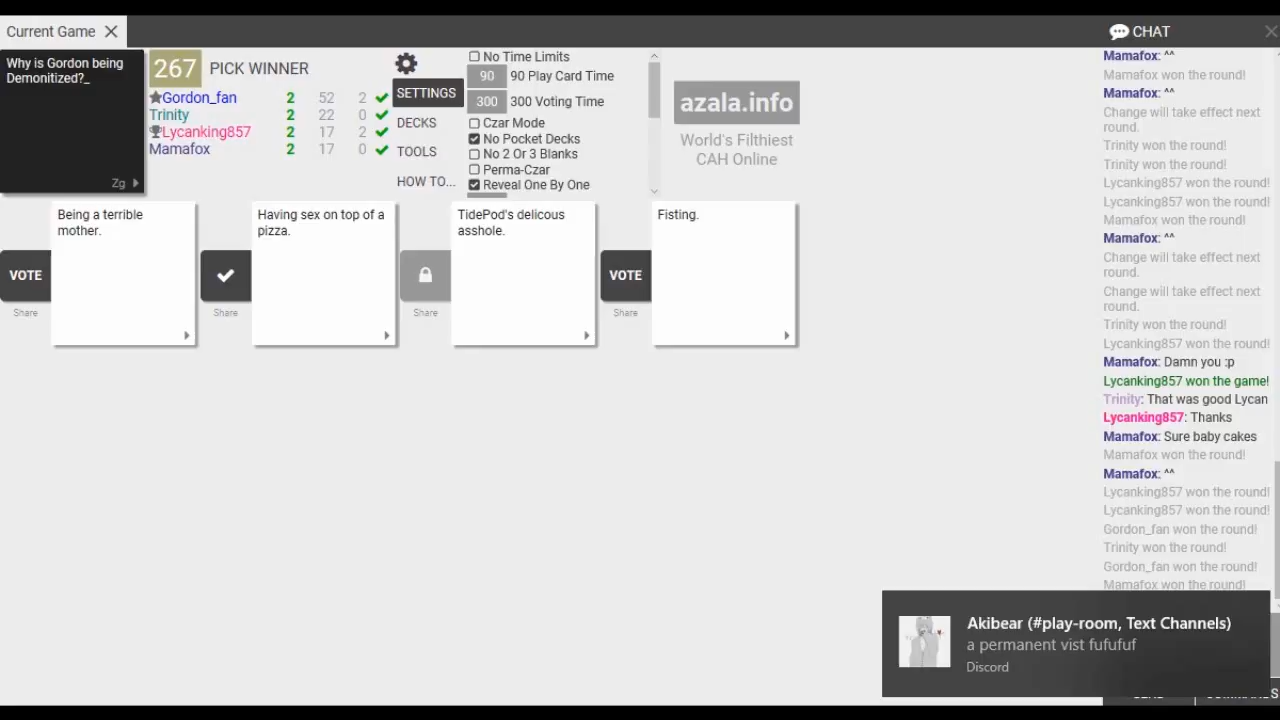 Current Game
CHAT
Why is Gordon being
Demonitized?_
Zg
267 PICK WINNER
Gordon_fan 2 52 2
Trinity 2 22 0
Lycanking857 2 17 2
Mamafox 2 17 0
SETTINGS
DECKS
TOOLS
HOW TO...
No Time Limits
90 90 Play Card Time
300 300 Voting Time
Czar Mode
No Pocket Decks
No 2 Or 3 Blanks
Perma-Czar
Reveal One By One
azala.info
World's Filthiest
CAH Online
VOTE
Share
Being a terrible
mother.
Share
Having sex on top of a
pizza.
Share
TidePod's delicous
asshole.
VOTE
Share
Fisting.
Mamafox: ^^
Mamafox won the round!
Mamafox: ^^
Change will take effect next
round.
Trinity won the round!
Trinity won the round!
Lycanking857 won the round!
Lycanking857 won the round!
Mamafox won the round!
Mamafox: ^^
Change will take effect next
round.
Change will take effect next
round.
Trinity won the round!
Lycanking857 won the round!
Mamafox: Damn you :p
Lycanking857 won the game!
Trinity: That was good Lycan
Lycanking857: Thanks
Mamafox: Sure baby cakes
Mamafox won the round!
Mamafox: ^^
Lycanking857 won the round!
Lycanking857 won the round!
Gordon_fan won the round!
Trinity won the round!
Gordon_fan won the round!
Mamafox won the round!
Akibear (#play-room, Text Channels)
a permanent vist fufufuf
Discord